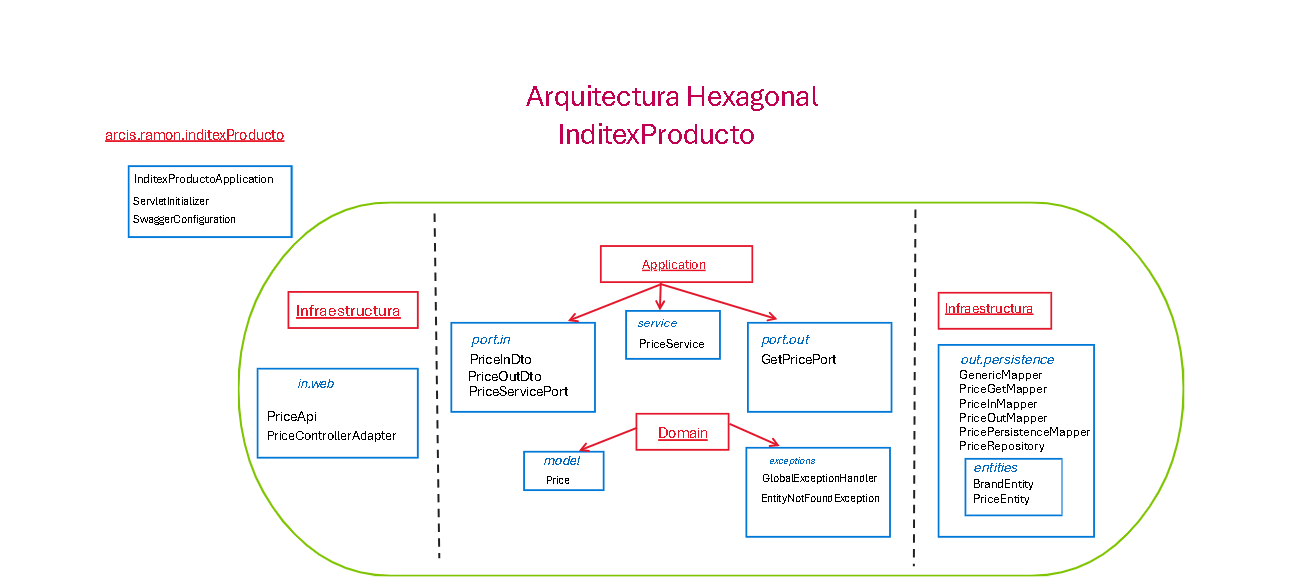 Arquitectura Hexagonal
InditexProducto
arcis.ramon.inditexProducto
InditexProductoApplication
ServletInitializer
SwaggerConfiguration
Infraestructura
in.web
PriceApi
PriceControllerAdapter
Application
port.in
PriceInDto
PriceOutDto
PriceServicePort
service
PriceService
port.out
GetPricePort
Domain
model
Price
exceptions
GlobalExceptionHandler
EntityNotFoundException
Infraestructura
out.persistence
GenericMapper
PriceGetMapper
PriceInMapper
PriceOutMapper
PricePersistenceMapper
PriceRepository
entities
BrandEntity
PriceEntity